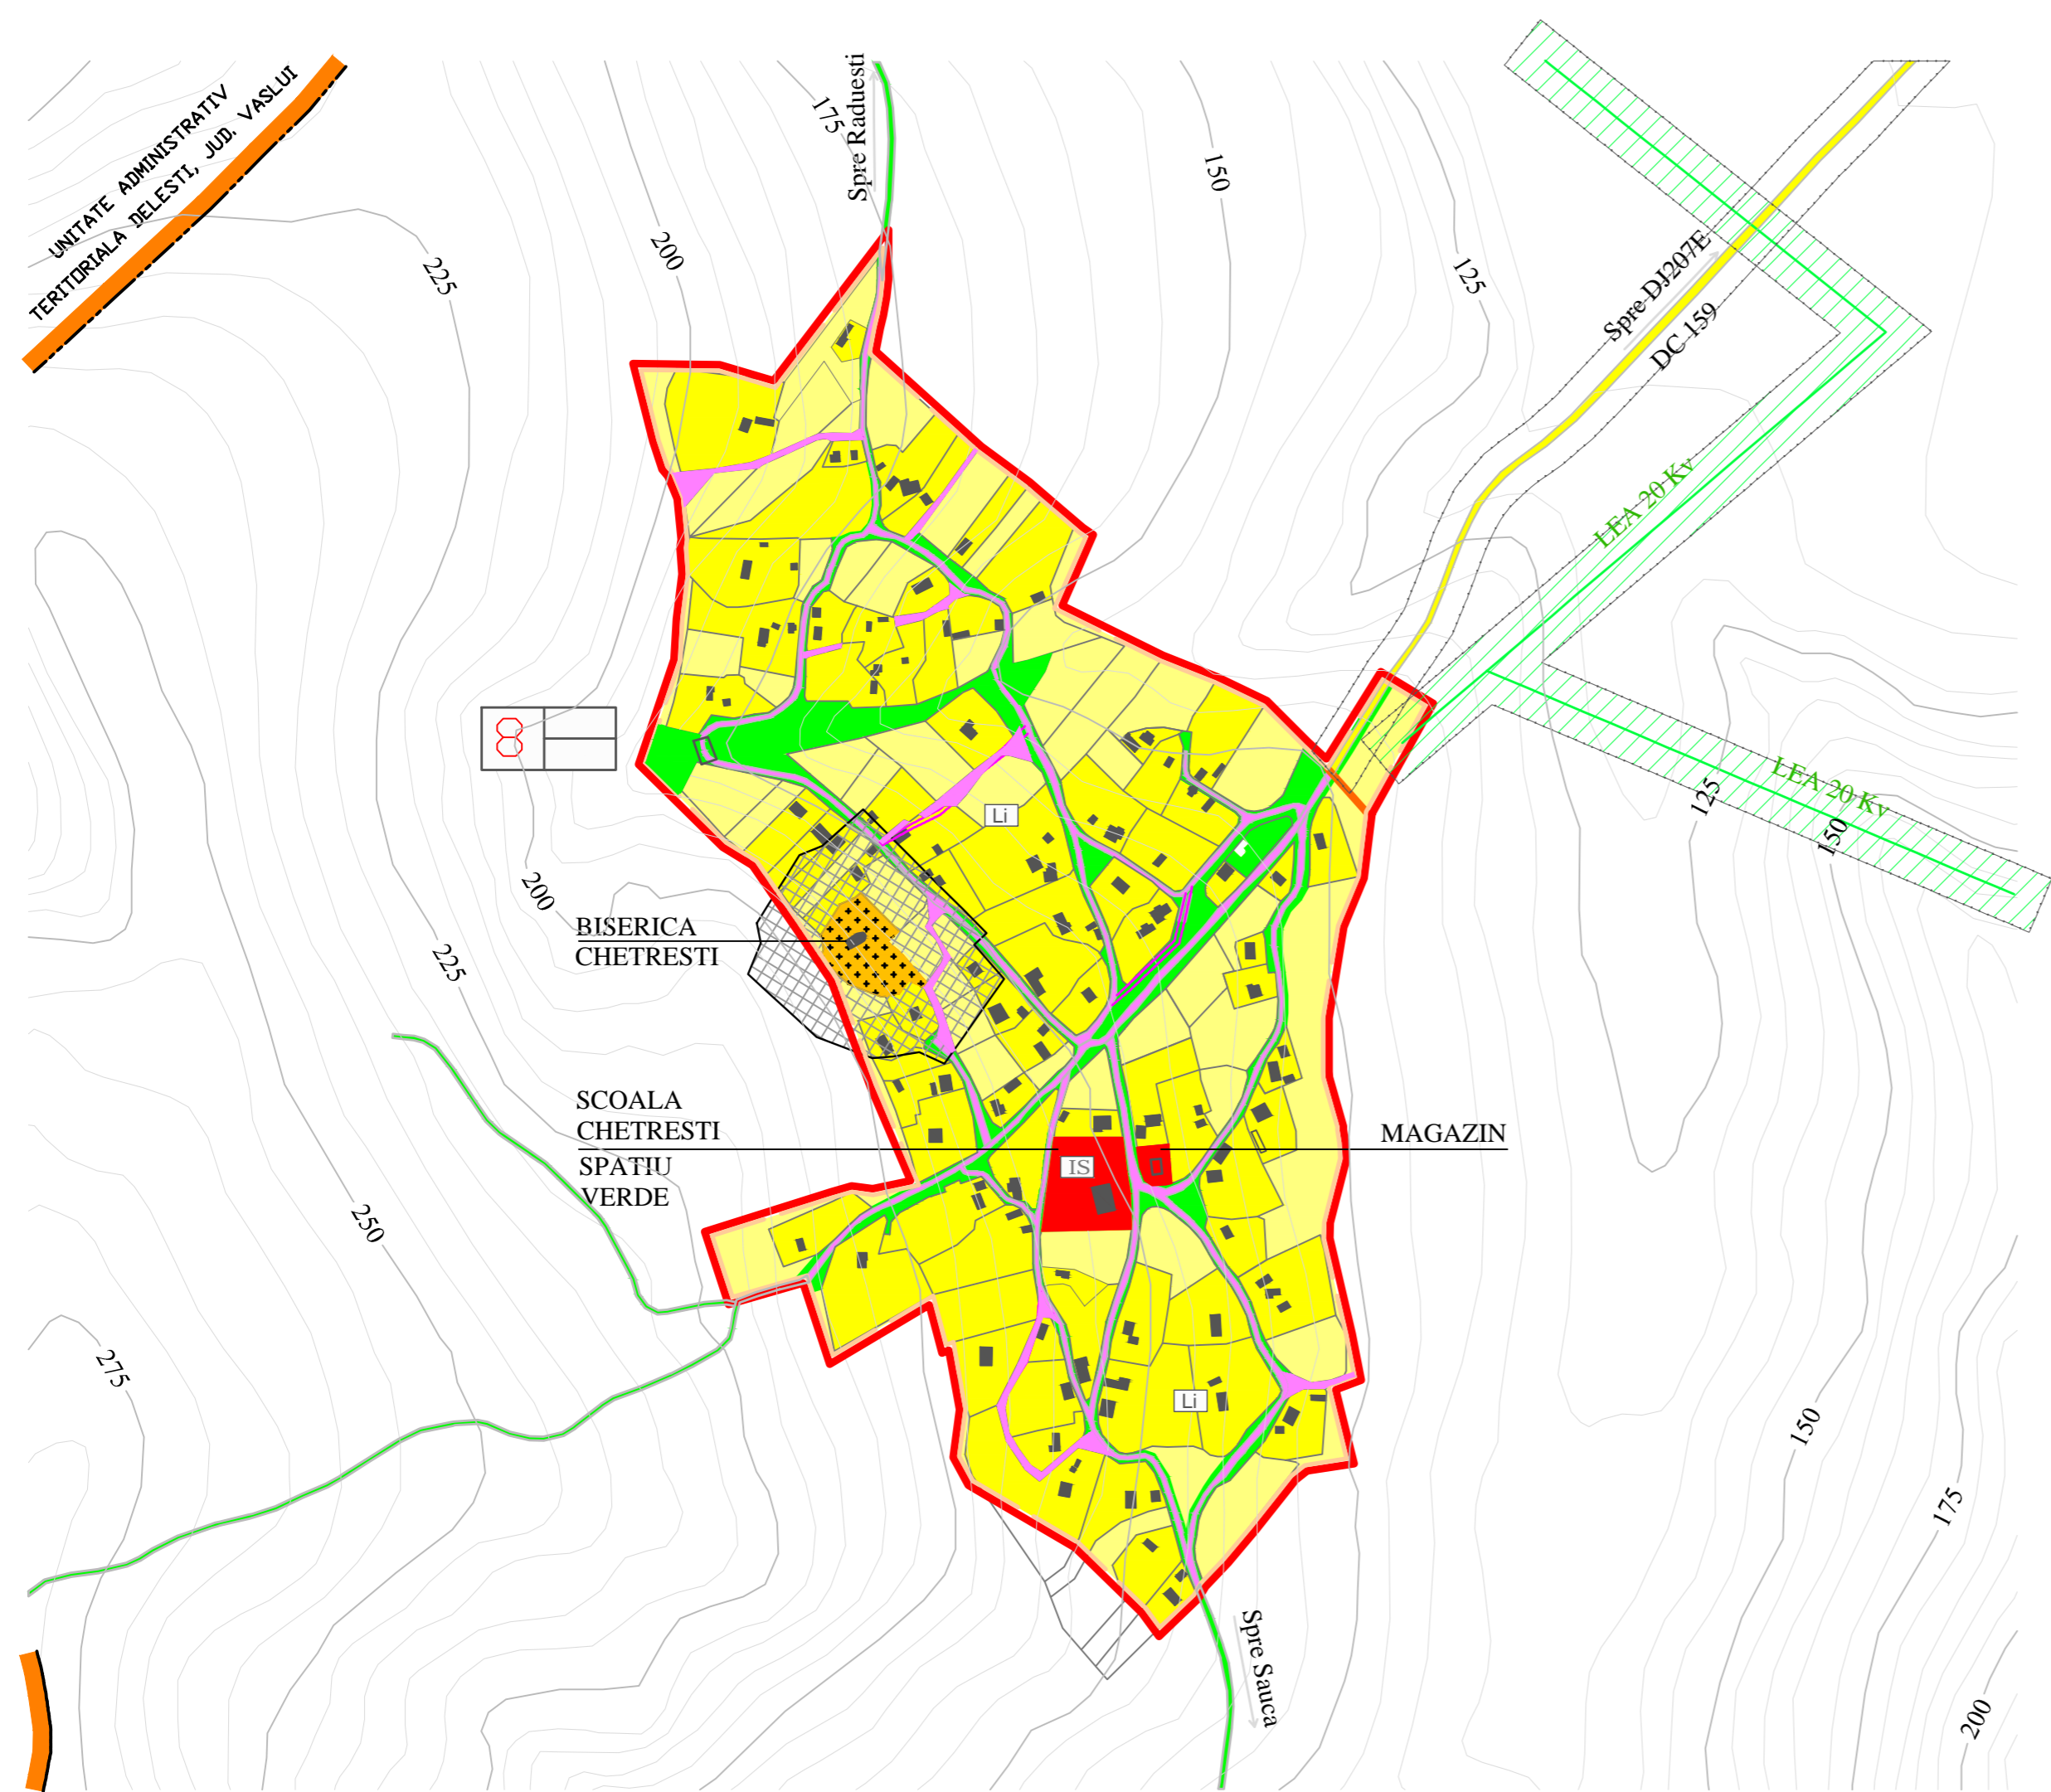 UNITATE ADMINISTRATIV
TERITORIALA DELESTI, JUD. VASLUI
Spre Raduesti
175
150
200
225
125
Spre DJ207E
DC 159
LEA 20 Kv
LEA 20 Kv
125
150
Li
200
BISERICA
CHETRESTI
225
SCOALA
CHETRESTI
SPATIU
VERDE
IS
MAGAZIN
250
275
Li
150
175
Spre Sauca
200